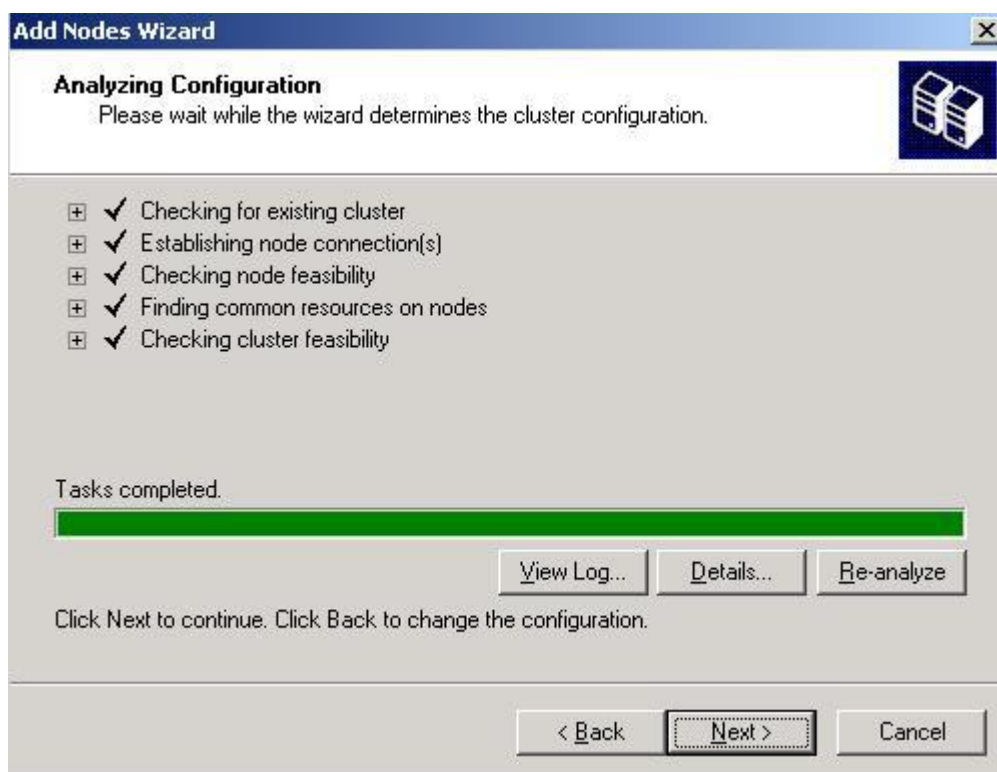 Add Nodes Wizard
Analyzing Configuration
Please wait while the wizard determines the cluster configuration.
Checking for existing cluster
Establishing node connection(s)
Checking node feasibility
Finding common resources on nodes
Checking cluster feasibility
Tasks completed.
View Log... Details... Re-analyze
Click Next to continue. Click Back to change the configuration.
< Back Next > Cancel